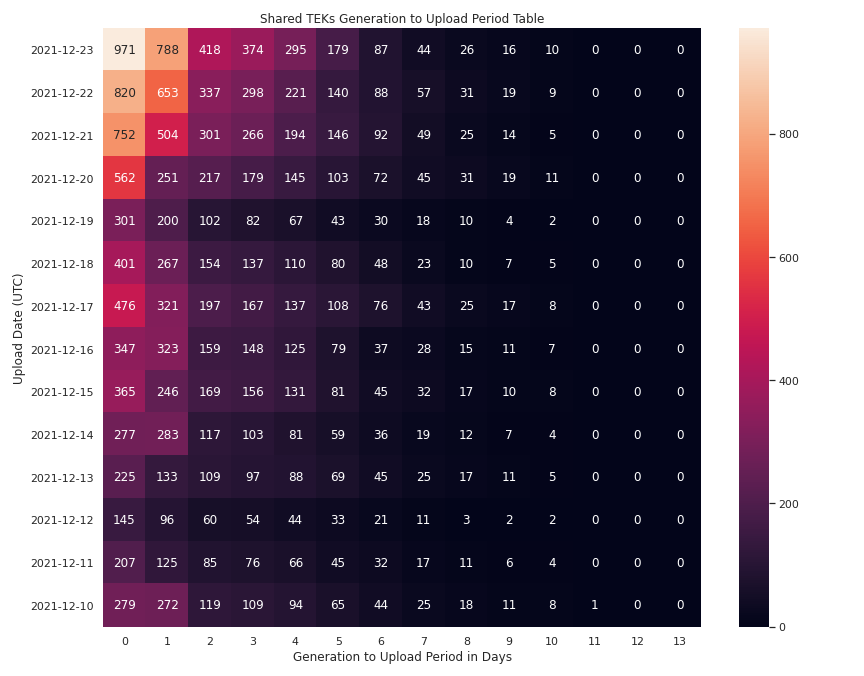 Shared TEKs Generation to Upload Period Table
2021-12-23 971 788 418 374 295 179 87 44 26 16 10 0 0 0
2021-12-22 820 653 337 298 221 140 88 57 31 19 9 0 0 0
2021-12-21 752 504 301 266 194 146 92 49 25 14 5 0 0 0
2021-12-20 562 251 217 179 145 103 72 45 31 19 11 0 0 0
2021-12-19 301 200 102 82 67 43 30 18 10 4 2 0 0 0
2021-12-18 401 267 154 137 110 80 48 23 10 7 5 0 0 0
2021-12-17 476 321 197 167 137 108 76 43 25 17 8 0 0 0
2021-12-16 347 323 159 148 125 79 37 28 15 11 7 0 0 0
2021-12-15 365 246 169 156 131 81 45 32 17 10 8 0 0 0
2021-12-14 277 283 117 103 81 59 36 19 12 7 4 0 0 0
2021-12-13 225 133 109 97 88 69 45 25 17 11 5 0 0 0
2021-12-12 145 96 60 54 44 33 21 11 3 2 2 0 0 0
2021-12-11 207 125 85 76 66 45 32 17 11 6 4 0 0 0
2021-12-10 279 272 119 109 94 65 44 25 18 11 8 1 0 0
0 1 2 3 4 5 6 7 8 9 10 11 12 13
Generation to Upload Period in Days
Upload Date (UTC)
800
600
400
200
0